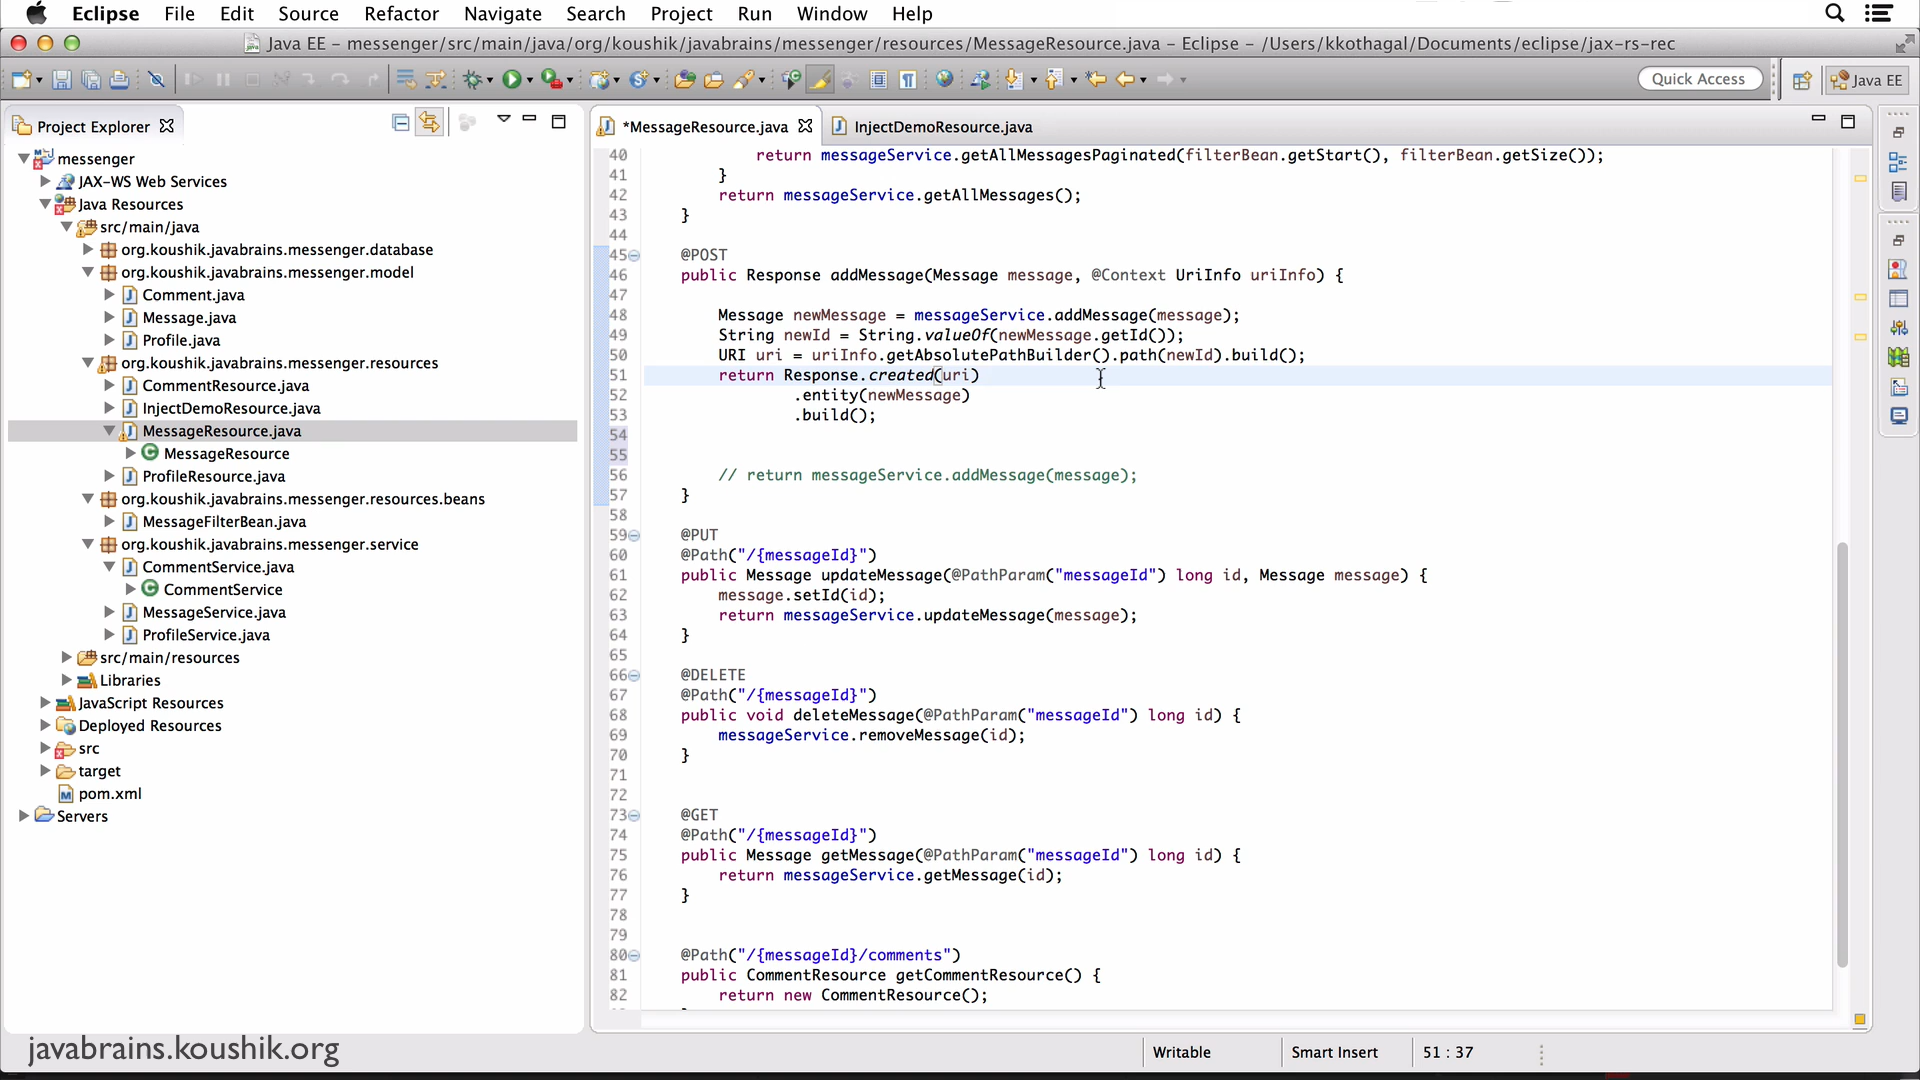 Eclipse File Edit Source Refactor Navigate Search Project Run Window Help
Java EE – messenger/src/main/java/org/koushik/javabrains/messenger/resources/MessageResource.java – Eclipse – /Users/kkothagal/Documents/eclipse/jax-rs-rec
Quick Access
Java EE
Project Explorer
messenger
JAX-WS Web Services
Java Resources
src/main/java
org.koushik.javabrains.messenger.database
org.koushik.javabrains.messenger.model
Comment.java
Message.java
Profile.java
org.koushik.javabrains.messenger.resources
CommentResource.java
InjectDemoResource.java
MessageResource.java
MessageResource
ProfileResource.java
org.koushik.javabrains.messenger.resources.beans
MessageFilterBean.java
org.koushik.javabrains.messenger.service
CommentService.java
CommentService
MessageService.java
ProfileService.java
src/main/resources
Libraries
JavaScript Resources
Deployed Resources
src
target
pom.xml
Servers
*MessageResource.java
InjectDemoResource.java
40 return messageService.getAllMessagesPaginated(filterBean.getStart(), filterBean.getSize());
41 }
42 return messageService.getAllMessages();
43 }
44
45 @POST
46 public Response addMessage(Message message, @Context UriInfo uriInfo) {
47
48 Message newMessage = messageService.addMessage(message);
49 String newId = String.valueOf(newMessage.getId());
50 URI uri = uriInfo.getAbsolutePathBuilder().path(newId).build();
51 return Response.created(uri)
52 .entity(newMessage)
53 .build();
54
55
56 // return messageService.addMessage(message);
57 }
58
59 @PUT
60 @Path("/{messageId}")
61 public Message updateMessage(@PathParam("messageId") long id, Message message) {
62 message.setId(id);
63 return messageService.updateMessage(message);
64 }
65
66 @DELETE
67 @Path("/{messageId}")
68 public void deleteMessage(@PathParam("messageId") long id) {
69 messageService.removeMessage(id);
70 }
71
72
73 @GET
74 @Path("/{messageId}")
75 public Message getMessage(@PathParam("messageId") long id) {
76 return messageService.getMessage(id);
77 }
78
79
80 @Path("/{messageId}/comments")
81 public CommentResource getCommentResource() {
82 return new CommentResource();
javabrains.koushik.org
Writable
Smart Insert
51 : 37